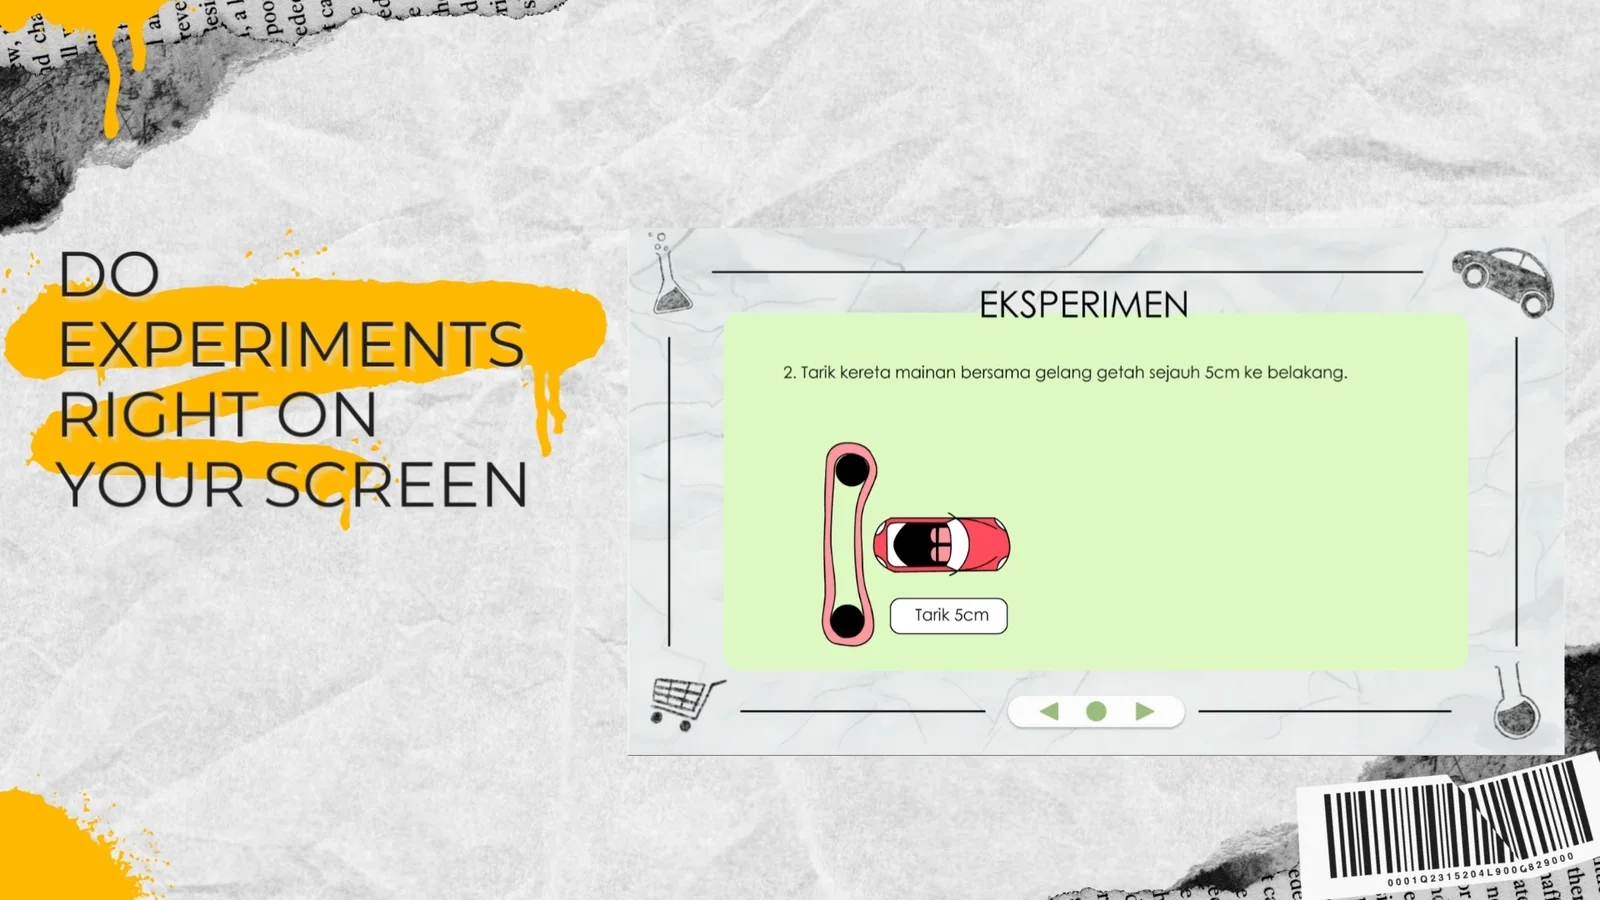 DO
EXPERIMENTS
RIGHT ON
YOUR SCREEN
EKSPERIMEN
2. Tarik kereta mainan bersama gelang getah sejauh 5cm ke belakang.
Tarik 5cm